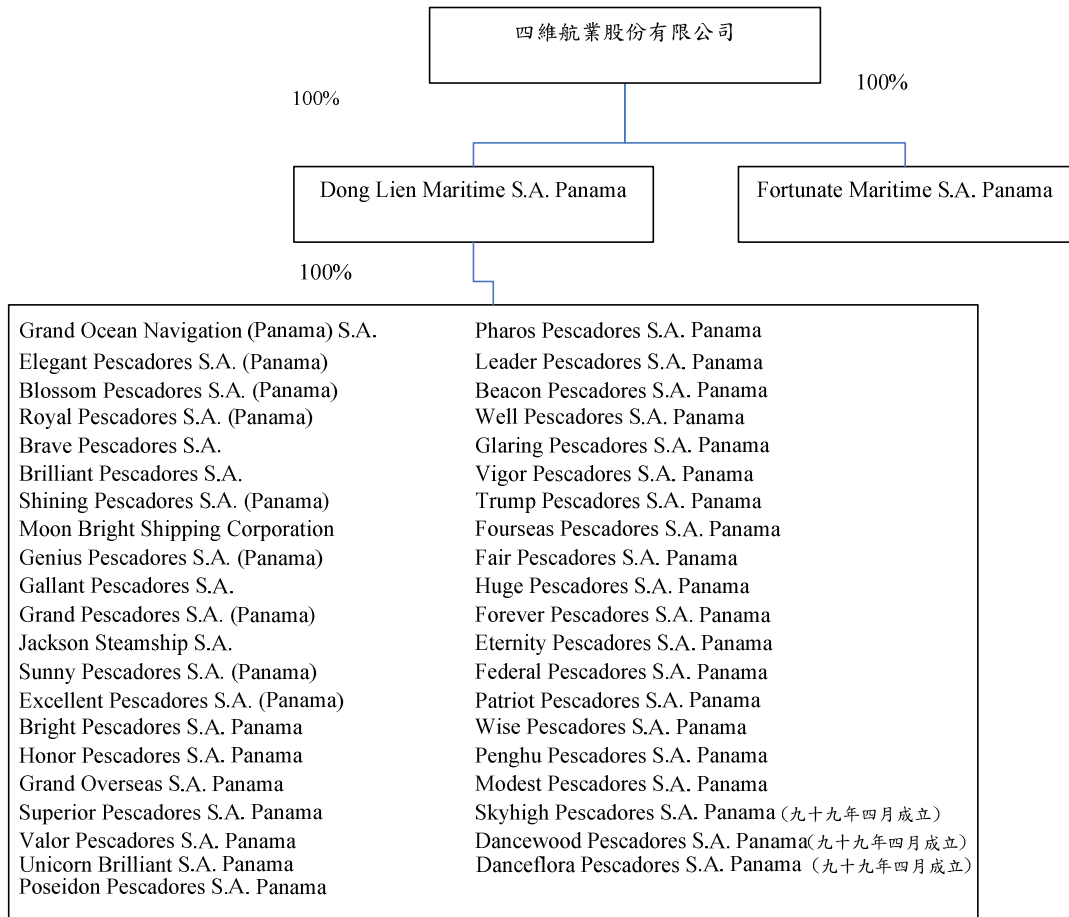 四維航業股份有限公司
100%
100%
Dong Lien Maritime S.A. Panama
Fortunate Maritime S.A. Panama
100%
Grand Ocean Navigation (Panama) S.A.
Elegant Pescadores S.A. (Panama)
Blossom Pescadores S.A. (Panama)
Royal Pescadores S.A. (Panama)
Brave Pescadores S.A.
Brilliant Pescadores S.A.
Shining Pescadores S.A. (Panama)
Moon Bright Shipping Corporation
Genius Pescadores S.A. (Panama)
Gallant Pescadores S.A.
Grand Pescadores S.A. (Panama)
Jackson Steamship S.A.
Sunny Pescadores S.A. (Panama)
Excellent Pescadores S.A. (Panama)
Bright Pescadores S.A. Panama
Honor Pescadores S.A. Panama
Grand Overseas S.A. Panama
Superior Pescadores S.A. Panama
Valor Pescadores S.A. Panama
Unicorn Brilliant S.A. Panama
Poseidon Pescadores S.A. Panama
Pharos Pescadores S.A. Panama
Leader Pescadores S.A. Panama
Beacon Pescadores S.A. Panama
Well Pescadores S.A. Panama
Glaring Pescadores S.A. Panama
Vigor Pescadores S.A. Panama
Trump Pescadores S.A. Panama
Fourseas Pescadores S.A. Panama
Fair Pescadores S.A. Panama
Huge Pescadores S.A. Panama
Forever Pescadores S.A. Panama
Eternity Pescadores S.A. Panama
Federal Pescadores S.A. Panama
Patriot Pescadores S.A. Panama
Wise Pescadores S.A. Panama
Penghu Pescadores S.A. Panama
Modest Pescadores S.A. Panama
Skyhigh Pescadores S.A. Panama (九十九年四月成立)
Dancewood Pescadores S.A. Panama(九十九年四月成立)
Danceflora Pescadores S.A. Panama (九十九年四月成立)